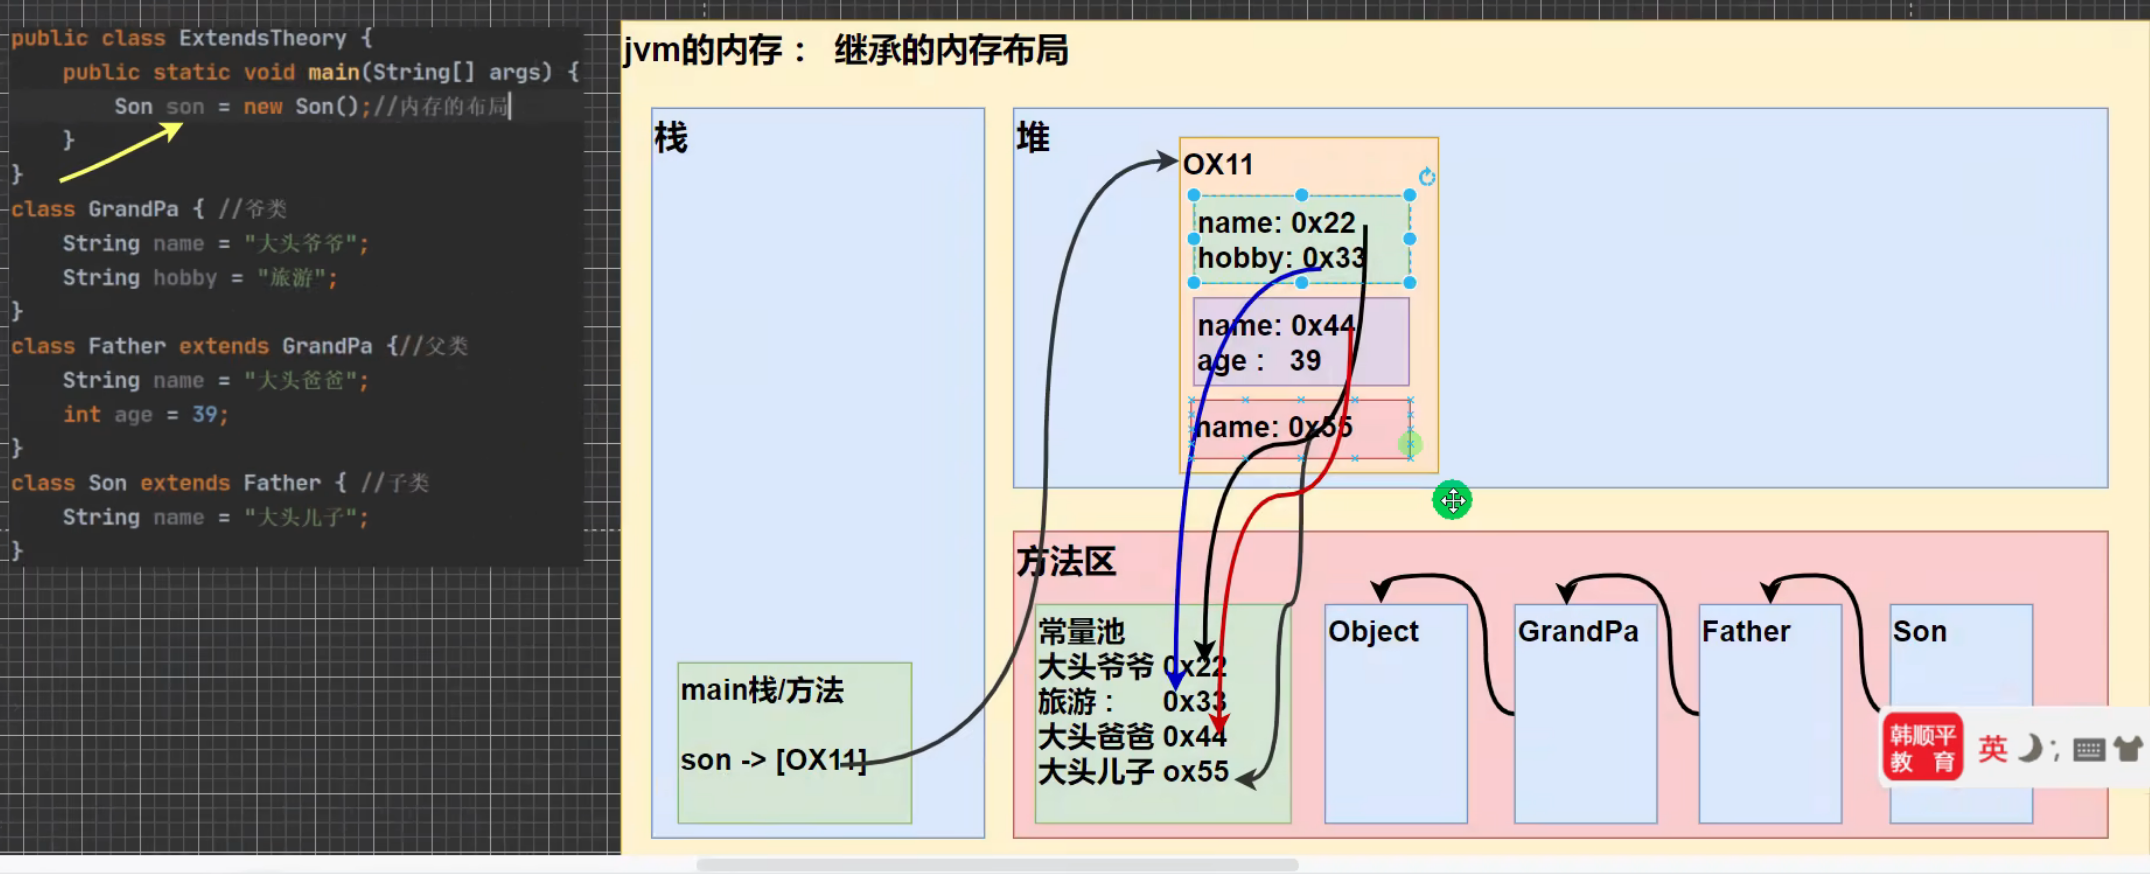 public class ExtendsTheory {
public static void main(String[] args) {
Son son = new Son();//内存的布局
}
}
class GrandPa { //爷类
String name = "大头爷爷";
String hobby = "旅游";
}
class Father extends GrandPa {//父类
String name = "大头爸爸";
int age = 39;
}
class Son extends Father { //子类
String name = "大头儿子";
}
jvm的内存： 继承的内存布局
栈
main栈/方法
son -> [OX11]
堆
OX11
name: 0x22
hobby: 0x33
name: 0x44
age： 39
name: 0x55
方法区
常量池
大头爷爷 0x22
旅游： 0x33
大头爸爸 0x44
大头儿子 ox55
Object
GrandPa
Father
Son
韩顺平
教 育
英